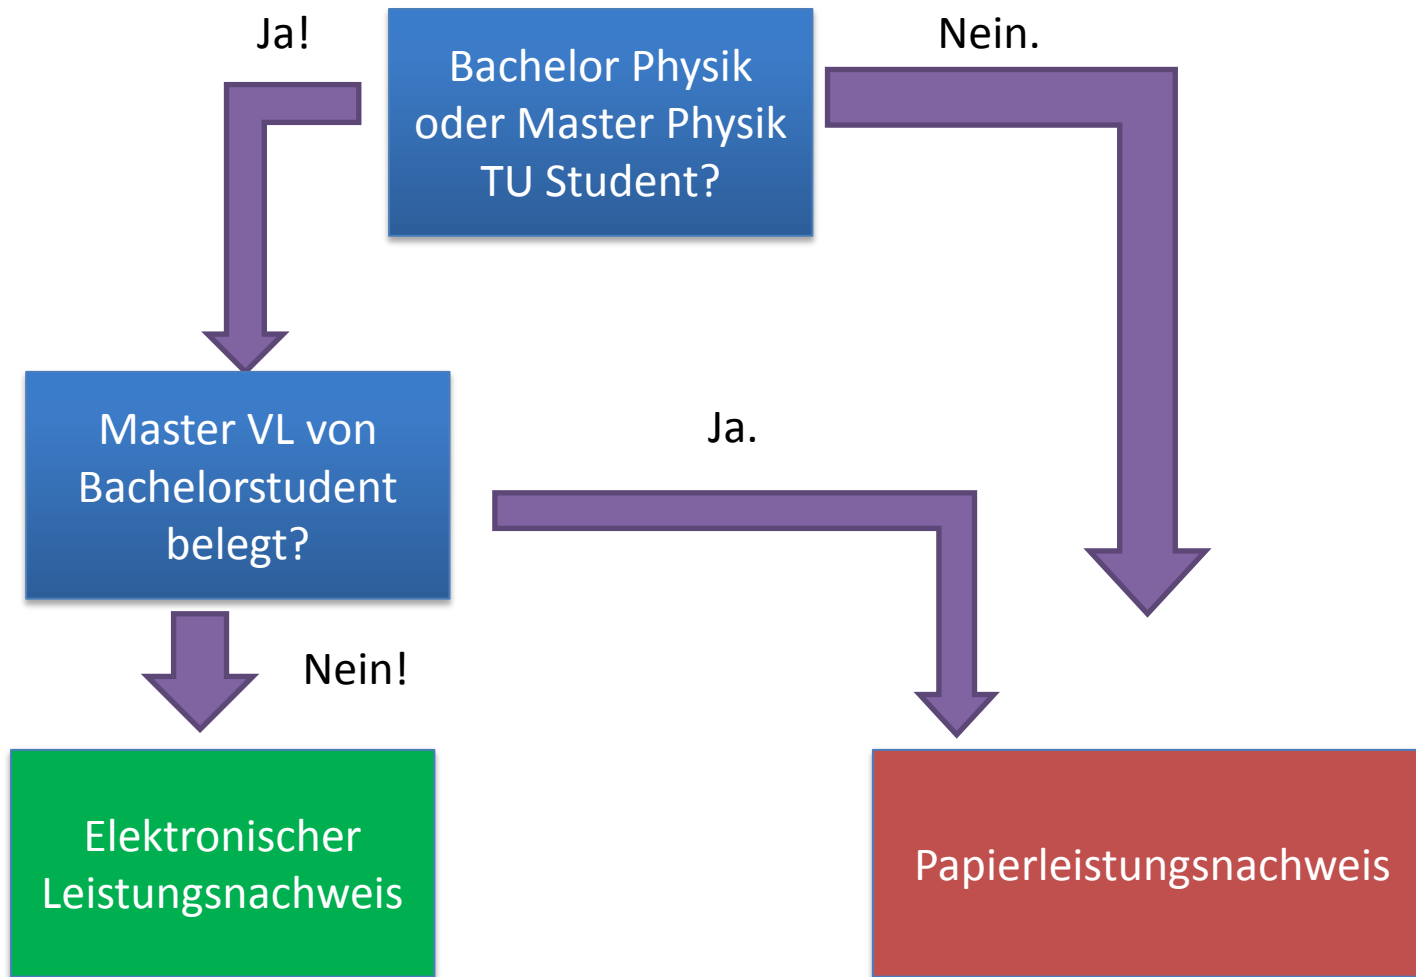 Ja!
Bachelor Physik
oder Master Physik
TU Student?
Nein.
Master VL von
Bachelorstudent
belegt?
Ja.
Nein!
Elektronischer
Leistungsnachweis
Papierleistungsnachweis